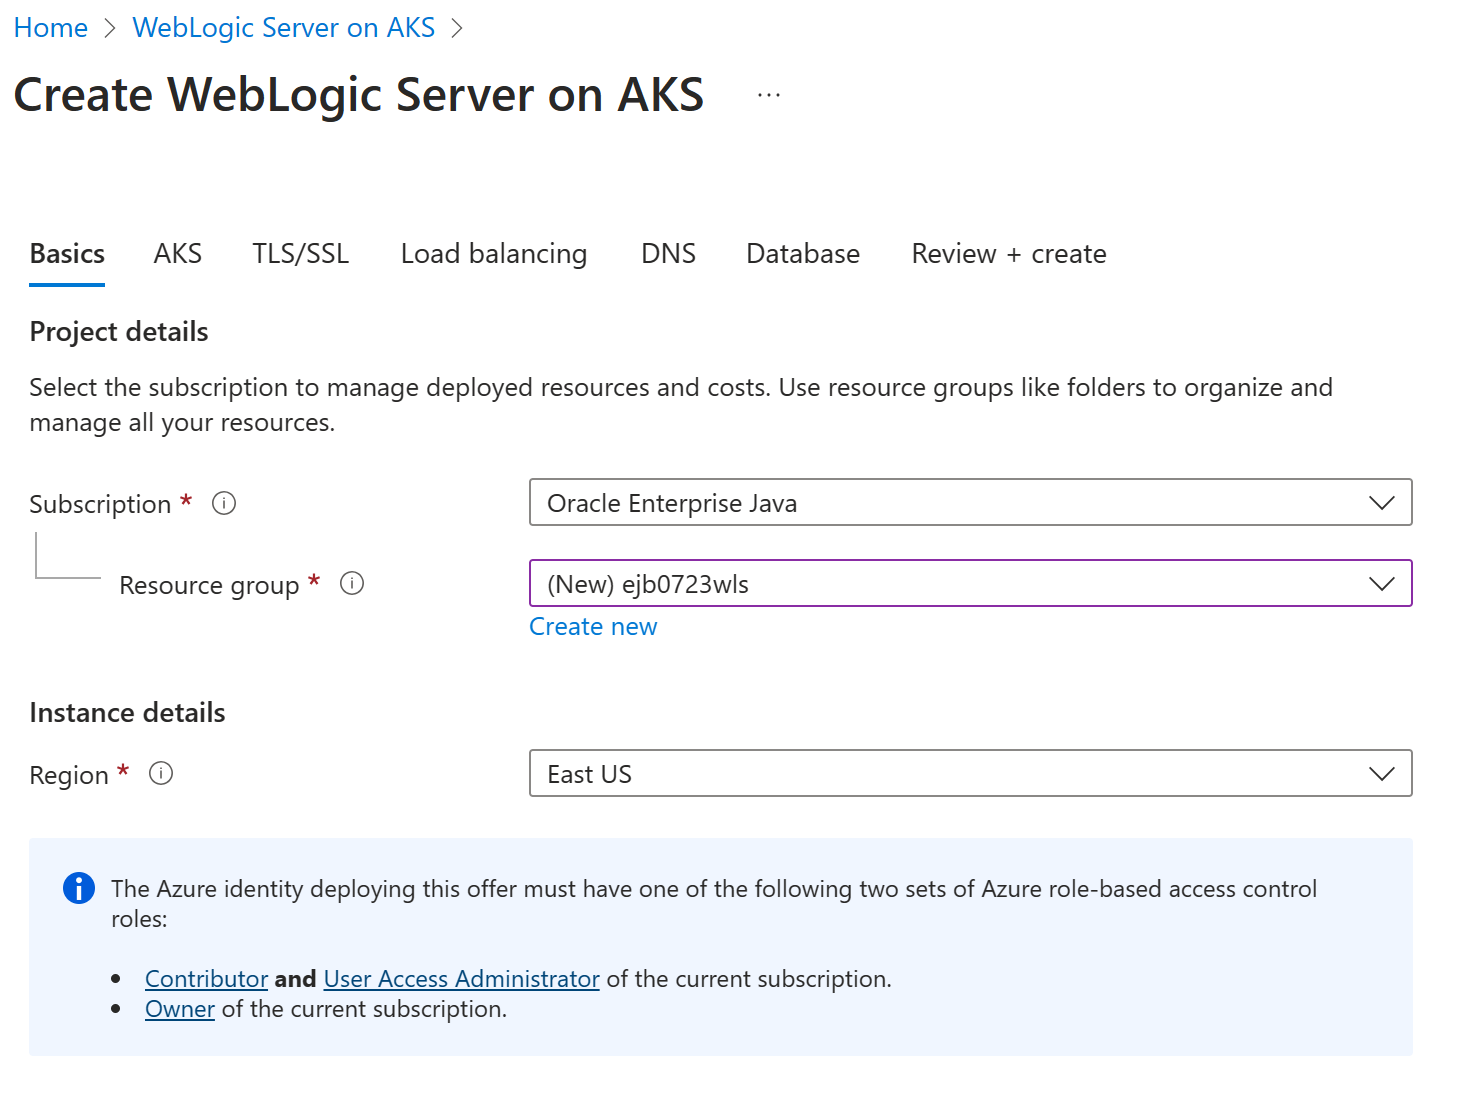 Home > WebLogic Server on AKS >
Create WebLogic Server on AKS ...
Basics AKS TLS/SSL Load balancing DNS Database Review + create
Project details
Select the subscription to manage deployed resources and costs. Use resource groups like folders to organize and
manage all your resources.
Subscription * Oracle Enterprise Java
Resource group * (New) ejb0723wls
Create new
Instance details
Region * East US
The Azure identity deploying this offer must have one of the following two sets of Azure role-based access control
roles:
• Contributor and User Access Administrator of the current subscription.
• Owner of the current subscription.